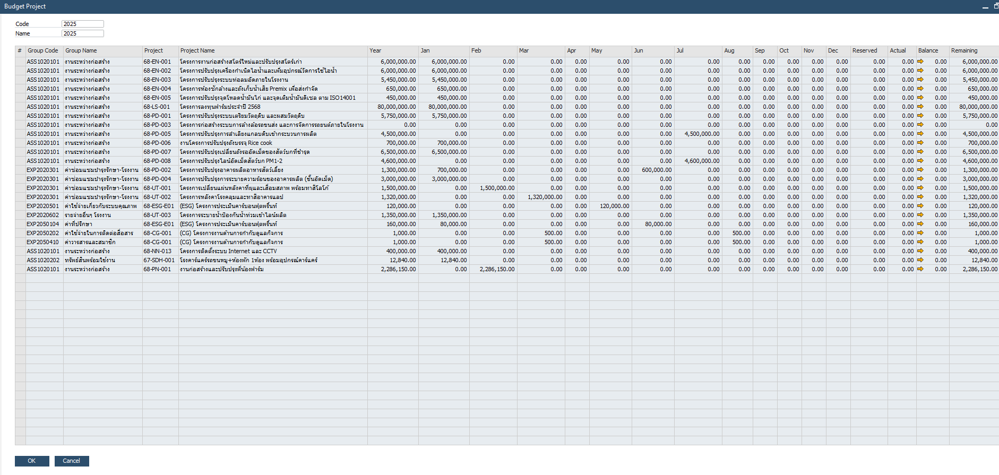 Budget Project
Code 2025
Name 2025
# Group Code Group Name Project Project Name Year Jan Feb Mar Apr May Jun Jul Aug Sep Oct Nov Dec Reserved Actual Balance Remaining
ASS1020101 งานระหว่างก่อสร้าง 68-EN-001 โครงการงานก่อสร้างสโตร์ใหม่และปรับปรุงสโตร์เก่า 6,000,000.00 6,000,000.00 0.00 0.00 0.00 0.00 0.00 0.00 0.00 0.00 0.00 0.00 0.00 0.00 0.00 0.00 6,000,000.00
ASS1020101 งานระหว่างก่อสร้าง 68-EN-002 โครงการปรับปรุงเครื่องกำเนิดไอน้ำและเพิ่มอุปกรณ์วัดการใช้ไอน้ำ 6,000,000.00 6,000,000.00 0.00 0.00 0.00 0.00 0.00 0.00 0.00 0.00 0.00 0.00 0.00 0.00 0.00 0.00 6,000,000.00
ASS1020101 งานระหว่างก่อสร้าง 68-EN-003 โครงการปรับปรุงระบบท่อลมอัดภายในโรงงาน 5,450,000.00 5,450,000.00 0.00 0.00 0.00 0.00 0.00 0.00 0.00 0.00 0.00 0.00 0.00 0.00 0.00 0.00 5,450,000.00
ASS1020101 งานระหว่างก่อสร้าง 68-EN-004 โครงการห้องซักล้างและถังเก็บน้ำเสีย Premix เพื่อส่งกำจัด 650,000.00 650,000.00 0.00 0.00 0.00 0.00 0.00 0.00 0.00 0.00 0.00 0.00 0.00 0.00 0.00 0.00 650,000.00
ASS1020101 งานระหว่างก่อสร้าง 68-EN-005 โครงการปรับปรุงจุดโหลดน้ำมันไก่ และจุดเติมน้ำมันดีเซล ตาม ISO14001 450,000.00 450,000.00 0.00 0.00 0.00 0.00 0.00 0.00 0.00 0.00 0.00 0.00 0.00 0.00 0.00 0.00 450,000.00
ASS1020101 งานระหว่างก่อสร้าง 68-LS-001 โครงการลงทุนฟาร์มประจำปี 2568 80,000,000.00 80,000,000.00 0.00 0.00 0.00 0.00 0.00 0.00 0.00 0.00 0.00 0.00 0.00 0.00 0.00 0.00 80,000,000.00
ASS1020101 งานระหว่างก่อสร้าง 68-PD-001 โครงการปรับปรุงระบบเตรียมวัตถุดิบ และผสมวัตถุดิบ 5,750,000.00 5,750,000.00 0.00 0.00 0.00 0.00 0.00 0.00 0.00 0.00 0.00 0.00 0.00 0.00 0.00 0.00 5,750,000.00
ASS1020101 งานระหว่างก่อสร้าง 68-PD-003 โครงการก่อสร้างระบบการล้างล้อรถขนส่ง และการจัดการรถยนต์ภายในโรงงาน 0.00 0.00 0.00 0.00 0.00 0.00 0.00 0.00 0.00 0.00 0.00 0.00 0.00 0.00 0.00 0.00 0.00
ASS1020101 งานระหว่างก่อสร้าง 68-PD-005 โครงการปรับปรุงการลำเลียงแกลบดิบเข้ากระบวนการผลิต 4,500,000.00 0.00 0.00 0.00 0.00 0.00 0.00 4,500,000.00 0.00 0.00 0.00 0.00 0.00 0.00 0.00 0.00 4,500,000.00
ASS1020101 งานระหว่างก่อสร้าง 68-PD-006 งานโครงการปรับปรุงถังบรรจุ Rice cook 700,000.00 700,000.00 0.00 0.00 0.00 0.00 0.00 0.00 0.00 0.00 0.00 0.00 0.00 0.00 0.00 0.00 700,000.00
ASS1020101 งานระหว่างก่อสร้าง 68-PD-007 โครงการปรับปรุงเปลี่ยนถังรออัดเม็ดของสัตว์บกที่ชำรุด 6,500,000.00 6,500,000.00 0.00 0.00 0.00 0.00 0.00 0.00 0.00 0.00 0.00 0.00 0.00 0.00 0.00 0.00 6,500,000.00
ASS1020101 งานระหว่างก่อสร้าง 68-PD-008 โครงการปรับปรุงไลน์อัดเม็ดสัตว์บก PM1-2 4,600,000.00 0.00 0.00 0.00 0.00 0.00 0.00 4,600,000.00 0.00 0.00 0.00 0.00 0.00 0.00 0.00 0.00 4,600,000.00
EXP2020301 ค่าซ่อมแซมบำรุงรักษา-โรงงาน 68-PD-002 โครงการปรับปรุงอาคารผลิตอาหารสัตว์เลี้ยง 1,300,000.00 700,000.00 0.00 0.00 0.00 0.00 600,000.00 0.00 0.00 0.00 0.00 0.00 0.00 0.00 0.00 0.00 1,300,000.00
EXP2020301 ค่าซ่อมแซมบำรุงรักษา-โรงงาน 68-PD-004 โครงการปรับปรุงการระบายความร้อนของอาคารผลิต (ชั้นอัดเม็ด) 3,000,000.00 3,000,000.00 0.00 0.00 0.00 0.00 0.00 0.00 0.00 0.00 0.00 0.00 0.00 0.00 0.00 0.00 3,000,000.00
EXP2020301 ค่าซ่อมแซมบำรุงรักษา-โรงงาน 68-UT-001 โครงการเปลี่ยนแผ่นหลังคาที่ผุและเสื่อมสภาพ พร้อมทาสีโลโก้ 1,500,000.00 0.00 1,500,000.00 0.00 0.00 0.00 0.00 0.00 0.00 0.00 0.00 0.00 0.00 0.00 0.00 0.00 1,500,000.00
EXP2020301 ค่าซ่อมแซมบำรุงรักษา-โรงงาน 68-UT-002 โครงการหลังคาโรงคลุมและทาสีอาคารแลป 1,320,000.00 0.00 0.00 1,320,000.00 0.00 0.00 0.00 0.00 0.00 0.00 0.00 0.00 0.00 0.00 0.00 0.00 1,320,000.00
EXP2020501 ค่าใช้จ่ายเกี่ยวกับระบบคุณภาพ 68-ESG-E01 (ESG) โครงการประเมินคาร์บอนฟุตพริ้นท์ 120,000.00 0.00 0.00 0.00 0.00 120,000.00 0.00 0.00 0.00 0.00 0.00 0.00 0.00 0.00 0.00 0.00 120,000.00
EXP2020602 รายจ่ายอื่นๆ โรงงาน 68-UT-003 โครงการระบายน้ำป้องกันน้ำท่วมเข้าไลน์ผลิต 1,350,000.00 1,350,000.00 0.00 0.00 0.00 0.00 0.00 0.00 0.00 0.00 0.00 0.00 0.00 0.00 0.00 0.00 1,350,000.00
EXP2050104 ค่าที่ปรึกษา 68-ESG-E01 (ESG) โครงการประเมินคาร์บอนฟุตพริ้นท์ 160,000.00 80,000.00 0.00 0.00 0.00 0.00 80,000.00 0.00 0.00 0.00 0.00 0.00 0.00 0.00 0.00 0.00 160,000.00
EXP2050202 ค่าใช้จ่ายในการติดต่อสื่อสาร 68-CG-001 (CG) โครงการงานด้านการกำกับดูแลกิจการ 1,000.00 0.00 0.00 500.00 0.00 0.00 0.00 0.00 500.00 0.00 0.00 0.00 0.00 0.00 0.00 0.00 1,000.00
EXP2050410 ค่าวารสารและสมาชิก 68-CG-001 (CG) โครงการงานด้านการกำกับดูแลกิจการ 1,000.00 0.00 0.00 500.00 0.00 0.00 0.00 0.00 500.00 0.00 0.00 0.00 0.00 0.00 0.00 0.00 1,000.00
ASS1020101 งานระหว่างก่อสร้าง 68-NN-013 โครงการติดตั้งระบบ Internet และ CCTV 400,000.00 400,000.00 0.00 0.00 0.00 0.00 0.00 0.00 0.00 0.00 0.00 0.00 0.00 0.00 0.00 0.00 400,000.00
ASS1020202 ทรัพย์สินพร้อมใช้งาน 67-SDH-001 โรงคาร์แคร์รถขนหมู+ห้องพัก 1ห้อง พร้อมอุปกรณ์คาร์แคร์ 12,840.00 12,840.00 0.00 0.00 0.00 0.00 0.00 0.00 0.00 0.00 0.00 0.00 0.00 0.00 0.00 0.00 12,840.00
ASS1020101 งานระหว่างก่อสร้าง 68-PN-001 งานก่อสร้างและปรับปรุงพี่น้องฟาร์ม 2,286,150.00 0.00 2,286,150.00 0.00 0.00 0.00 0.00 0.00 0.00 0.00 0.00 0.00 0.00 0.00 0.00 0.00 2,286,150.00
OK Cancel